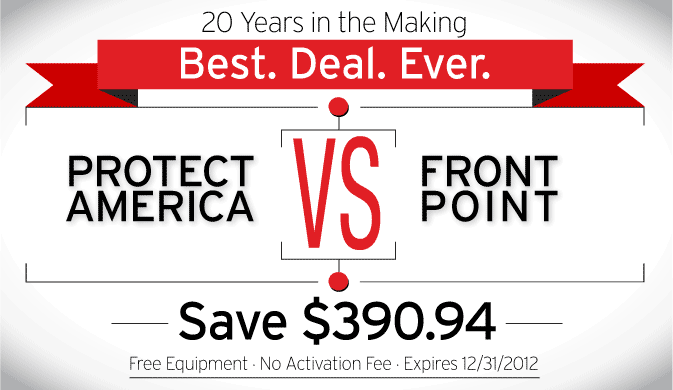 20 Years in the Making
Best. Deal. Ever.
PROTECT
AMERICA
VS
FRONT
POINT
Save $390.94
Free Equipment · No Activation Fee · Expires 12/31/2012